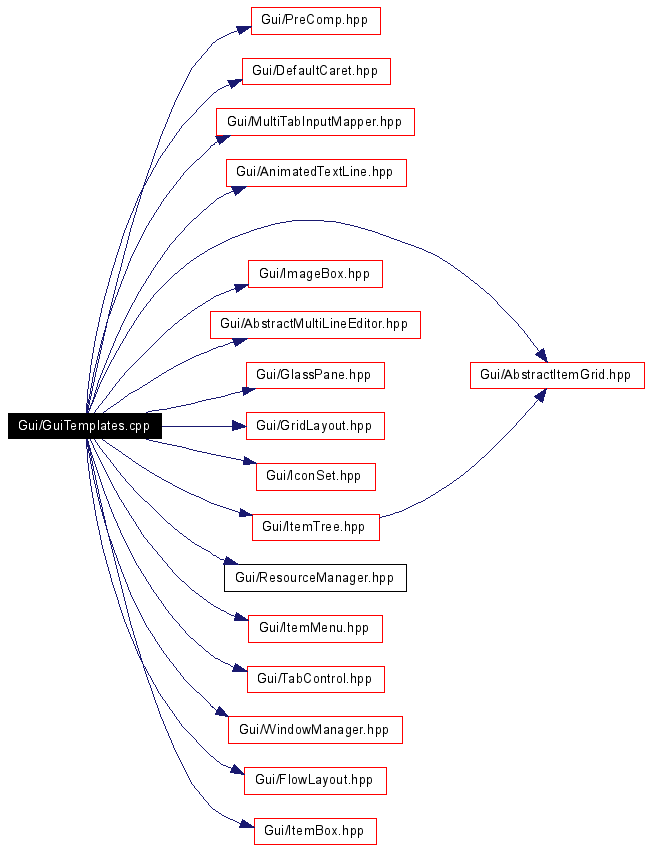 Gui/PreComp.hpp
Gui/DefaultCaret.hpp
Gui/MultiTabInputMapper.hpp
Gui/AnimatedTextLine.hpp
Gui/ImageBox.hpp
Gui/AbstractMultiLineEditor.hpp
Gui/GlassPane.hpp
Gui/AbstractItemGrid.hpp
Gui/GuiTemplates.cpp
Gui/GridLayout.hpp
Gui/IconSet.hpp
Gui/ItemTree.hpp
Gui/ResourceManager.hpp
Gui/ItemMenu.hpp
Gui/TabControl.hpp
Gui/WindowManager.hpp
Gui/FlowLayout.hpp
Gui/ItemBox.hpp